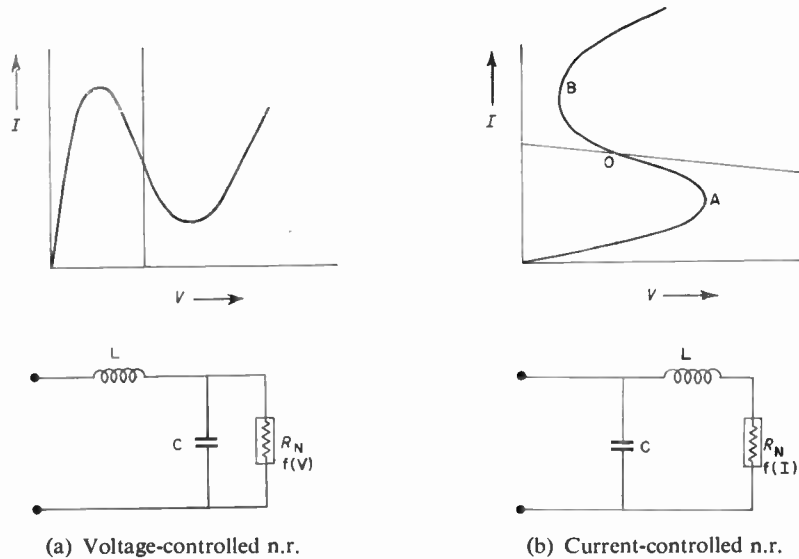 I
V
B
I
O
A
V
L
C
R_N
f(V)
L
C
R_N
f(I)
(a) Voltage-controlled n.r.
(b) Current-controlled n.r.